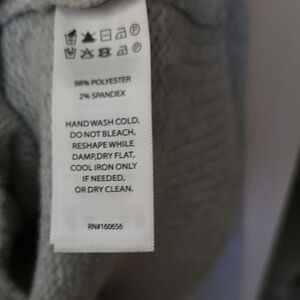 98% POLYESTER
2% SPANDEX
HAND WASH COLD,
DO NOT BLEACH,
RESHAPE WHILE
DAMP,DRY FLAT,
COOL IRON ONLY
IF NEEDED,
OR DRY CLEAN.
RN#160656